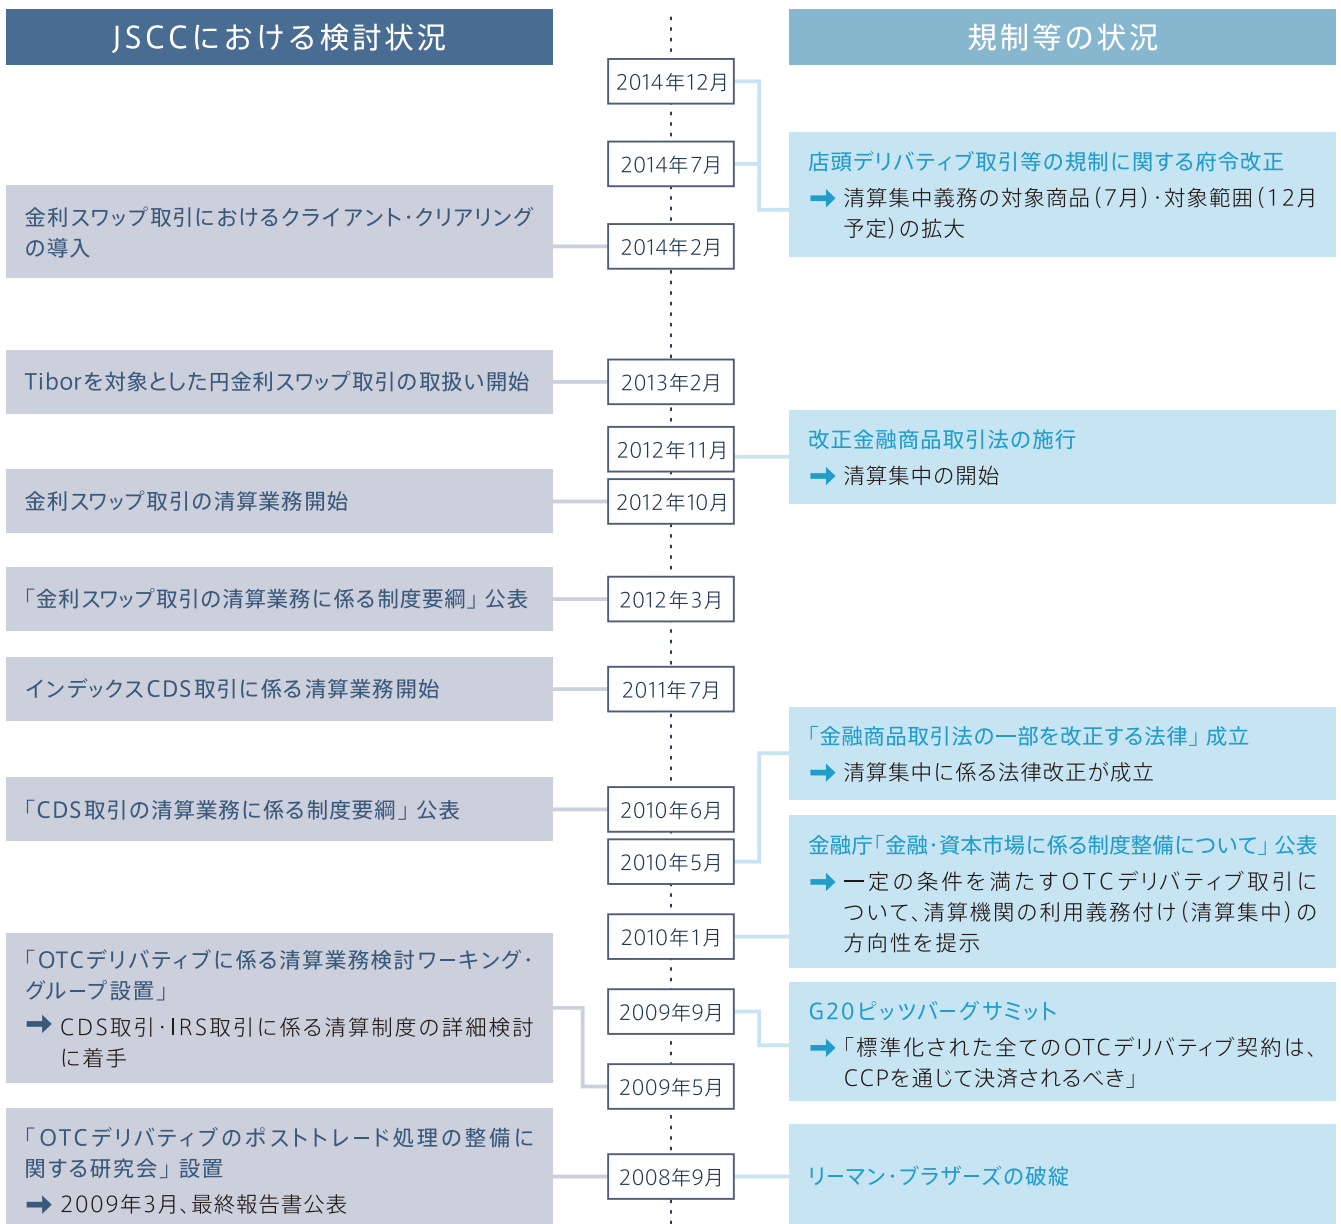 JSCCにおける検討状況
規制等の状況
2014年12月
2014年7月
店頭デリバティブ取引等の規制に関する府令改正
➡ 清算集中義務の対象商品(7月)・対象範囲(12月
予定)の拡大
金利スワップ取引におけるクライアント・クリアリング
の導入
2014年2月
Tiborを対象とした円金利スワップ取引の取扱い開始
2013年2月
2012年11月
改正金融商品取引法の施行
➡ 清算集中の開始
金利スワップ取引の清算業務開始
2012年10月
「金利スワップ取引の清算業務に係る制度要綱」公表
2012年3月
インデックスCDS取引に係る清算業務開始
2011年7月
「金融商品取引法の一部を改正する法律」成立
➡ 清算集中に係る法律改正が成立
「CDS取引の清算業務に係る制度要綱」公表
2010年6月
2010年5月
金融庁「金融・資本市場に係る制度整備について」公表
➡ 一定の条件を満たすOTCデリバティブ取引に
ついて、清算機関の利用義務付け(清算集中)の
方向性を提示
2010年1月
「OTCデリバティブに係る清算業務検討ワーキング・
グループ設置」
➡ CDS取引・IRS取引に係る清算制度の詳細検討
に着手
2009年9月
G20ピッツバーグサミット
➡ 「標準化された全てのOTCデリバティブ契約は、
CCPを通じて決済されるべき」
2009年5月
「OTCデリバティブのポストトレード処理の整備に
関する研究会」設置
➡ 2009年3月、最終報告書公表
2008年9月
リーマン・ブラザーズの破綻